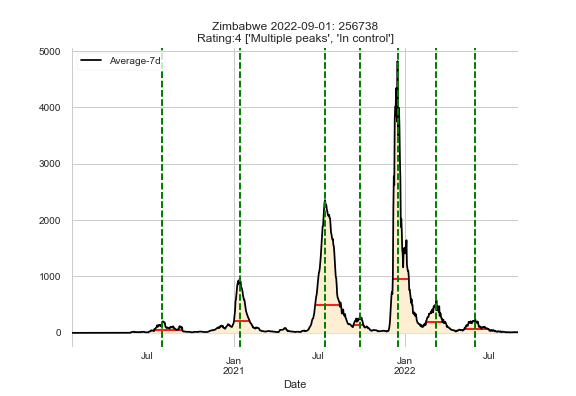 Zimbabwe 2022-09-01: 256738
Rating:4 ['Multiple peaks', 'In control']
Average-7d
5000
4000
3000
2000
1000
0
Jul
Jan
2021
Jul
Jan
2022
Jul
Date